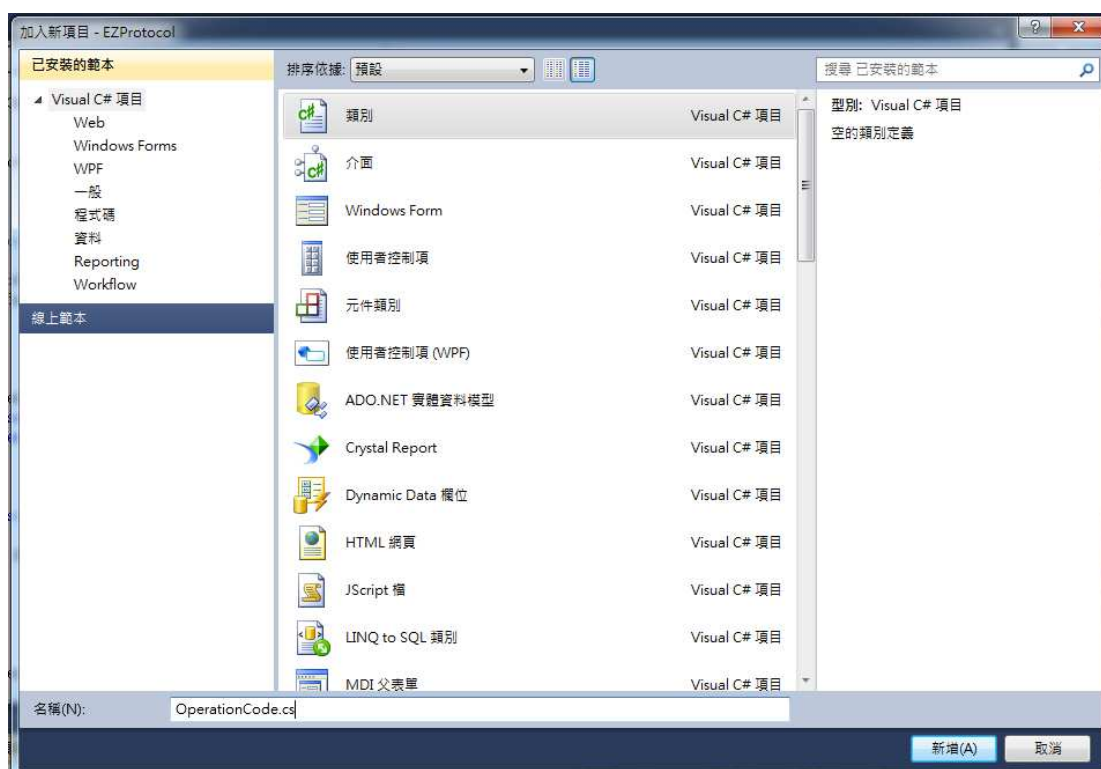 加入新項目 - EZProtocol
已安裝的範本
排序依據: 預設
搜尋 已安裝的範本
Visual C# 項目
Web
Windows Forms
WPF
一般
程式碼
資料
Reporting
Workflow
線上範本
類別 Visual C# 項目
介面 Visual C# 項目
Windows Form Visual C# 項目
使用者控制項 Visual C# 項目
元件類別 Visual C# 項目
使用者控制項 (WPF) Visual C# 項目
ADO.NET 實體資料模型 Visual C# 項目
Crystal Report Visual C# 項目
Dynamic Data 欄位 Visual C# 項目
HTML 網頁 Visual C# 項目
JScript 檔 Visual C# 項目
LINQ to SQL 類別 Visual C# 項目
MDI 父表單 Visual C# 項目
型別: Visual C# 項目
空的類別定義
名稱(N): OperationCode.cs
新增(A) 取消